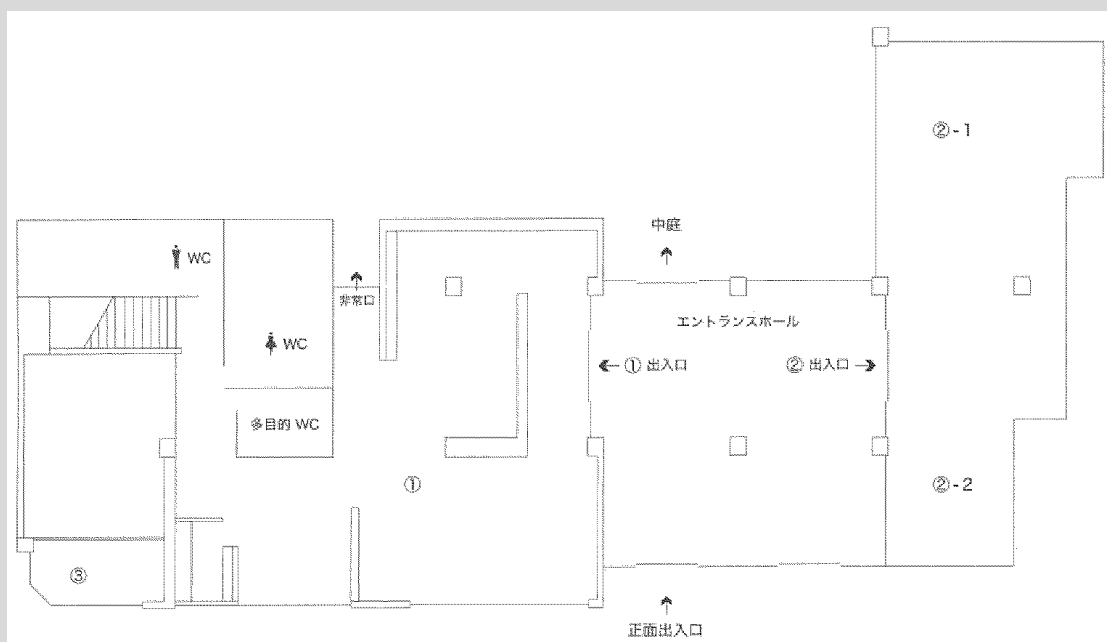 ②-1
中庭
WC
非常口
エントランスホール
WC
① 出入口
② 出入口
多目的 WC
①
②-2
③
正面出入口